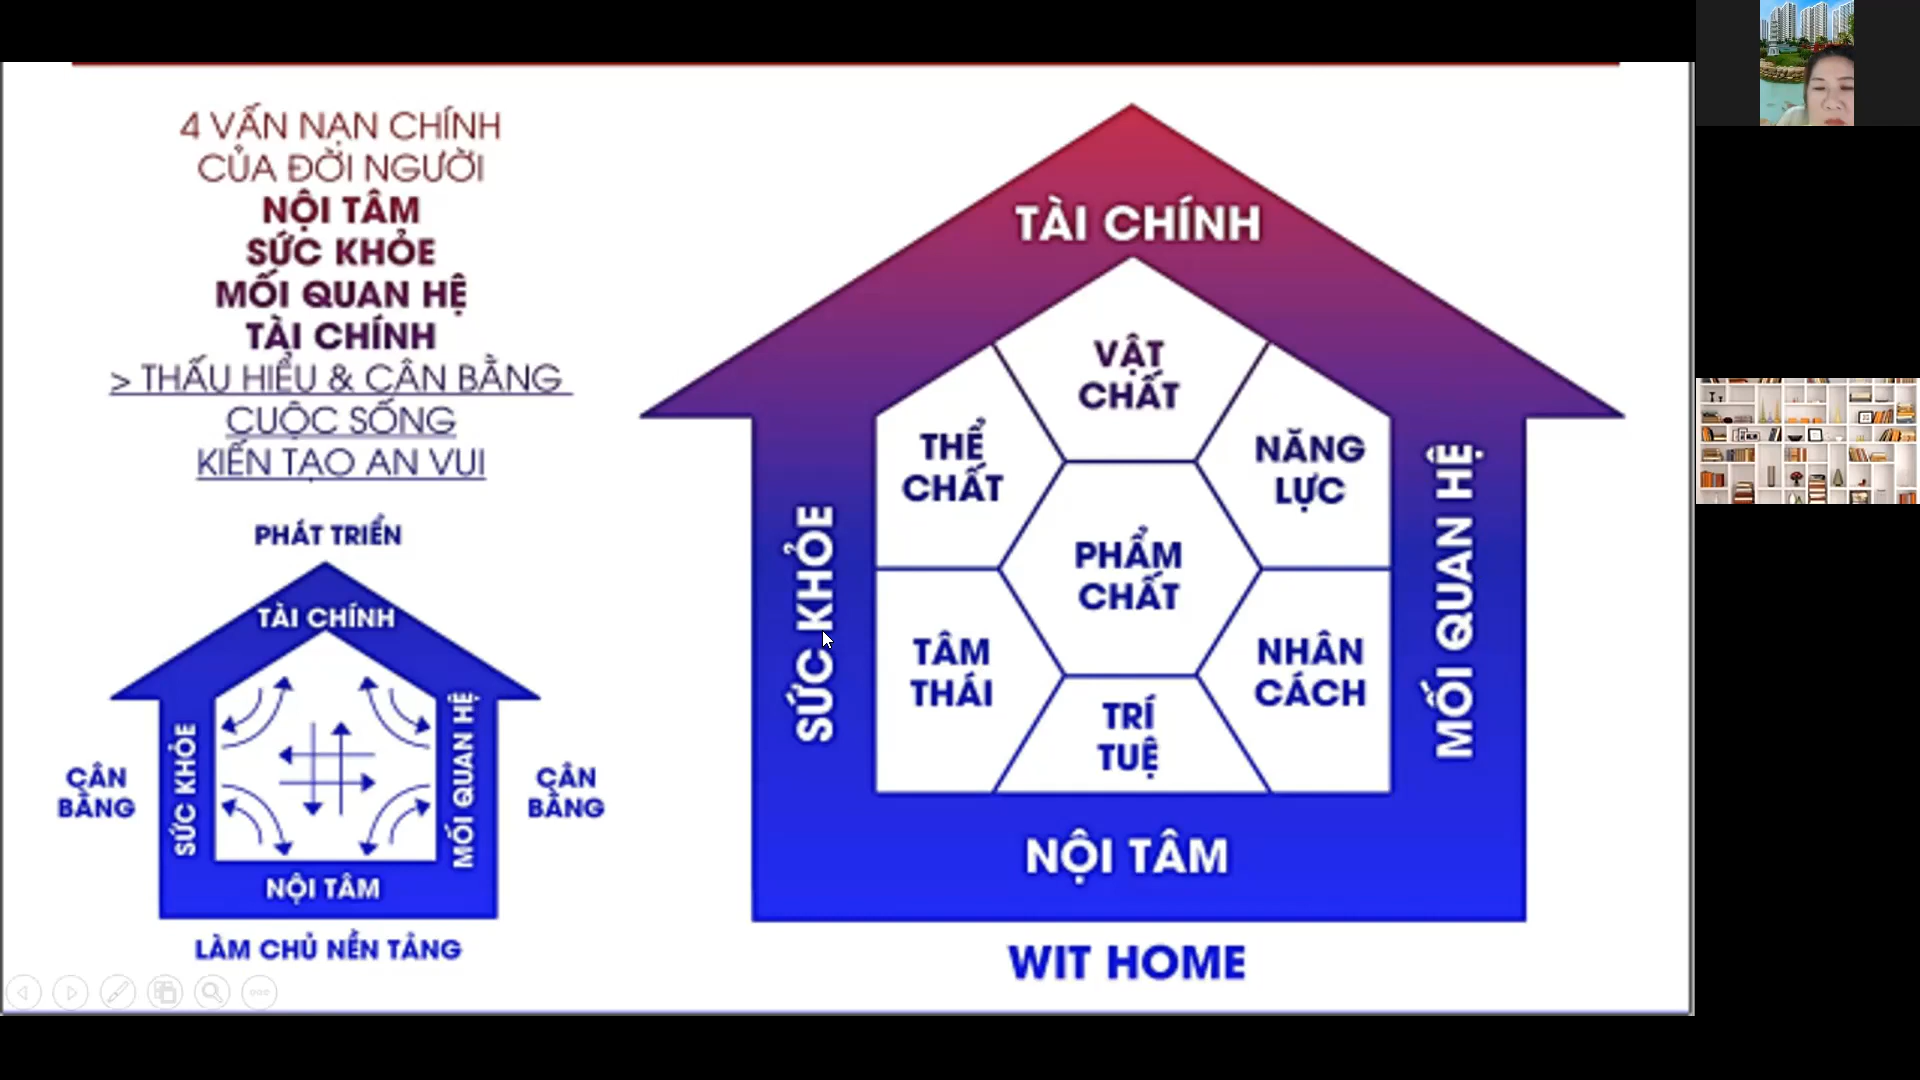 4 VẤN NẠN CHÍNH
CỦA ĐỜI NGƯỜI
NỘI TÂM
SỨC KHỎE
MỐI QUAN HỆ
TÀI CHÍNH
> THẤU HIỂU & CÂN BẰNG
CUỘC SỐNG
KIẾN TẠO AN VUI
PHÁT TRIỂN
TÀI CHÍNH
CÂN
BẰNG
SỨC KHỎE
MỐI QUAN HỆ
CÂN
BẰNG
NỘI TÂM
LÀM CHỦ NỀN TẢNG
TÀI CHÍNH
VẬT
CHẤT
THỂ
CHẤT
NĂNG
LỰC
SỨC KHỎE
PHẨM
CHẤT
MỐI QUAN HỆ
TÂM
THÁI
TRÍ
TUỆ
NHÂN
CÁCH
NỘI TÂM
WIT HOME